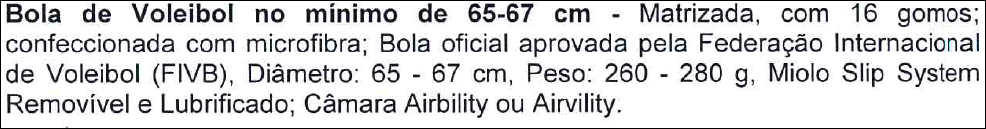 Bola de Voleibol no mínimo de 65-67 cm - Matrizada, com 16 gomos;
confeccionada com microfibra; Bola oficial aprovada pela Federação Internacional
de Voleibol (FIVB), Diâmetro: 65 - 67 cm, Peso: 260 - 280 g, Miolo Slip System
Removível e Lubrificado; Câmara Airbility ou Airvility.